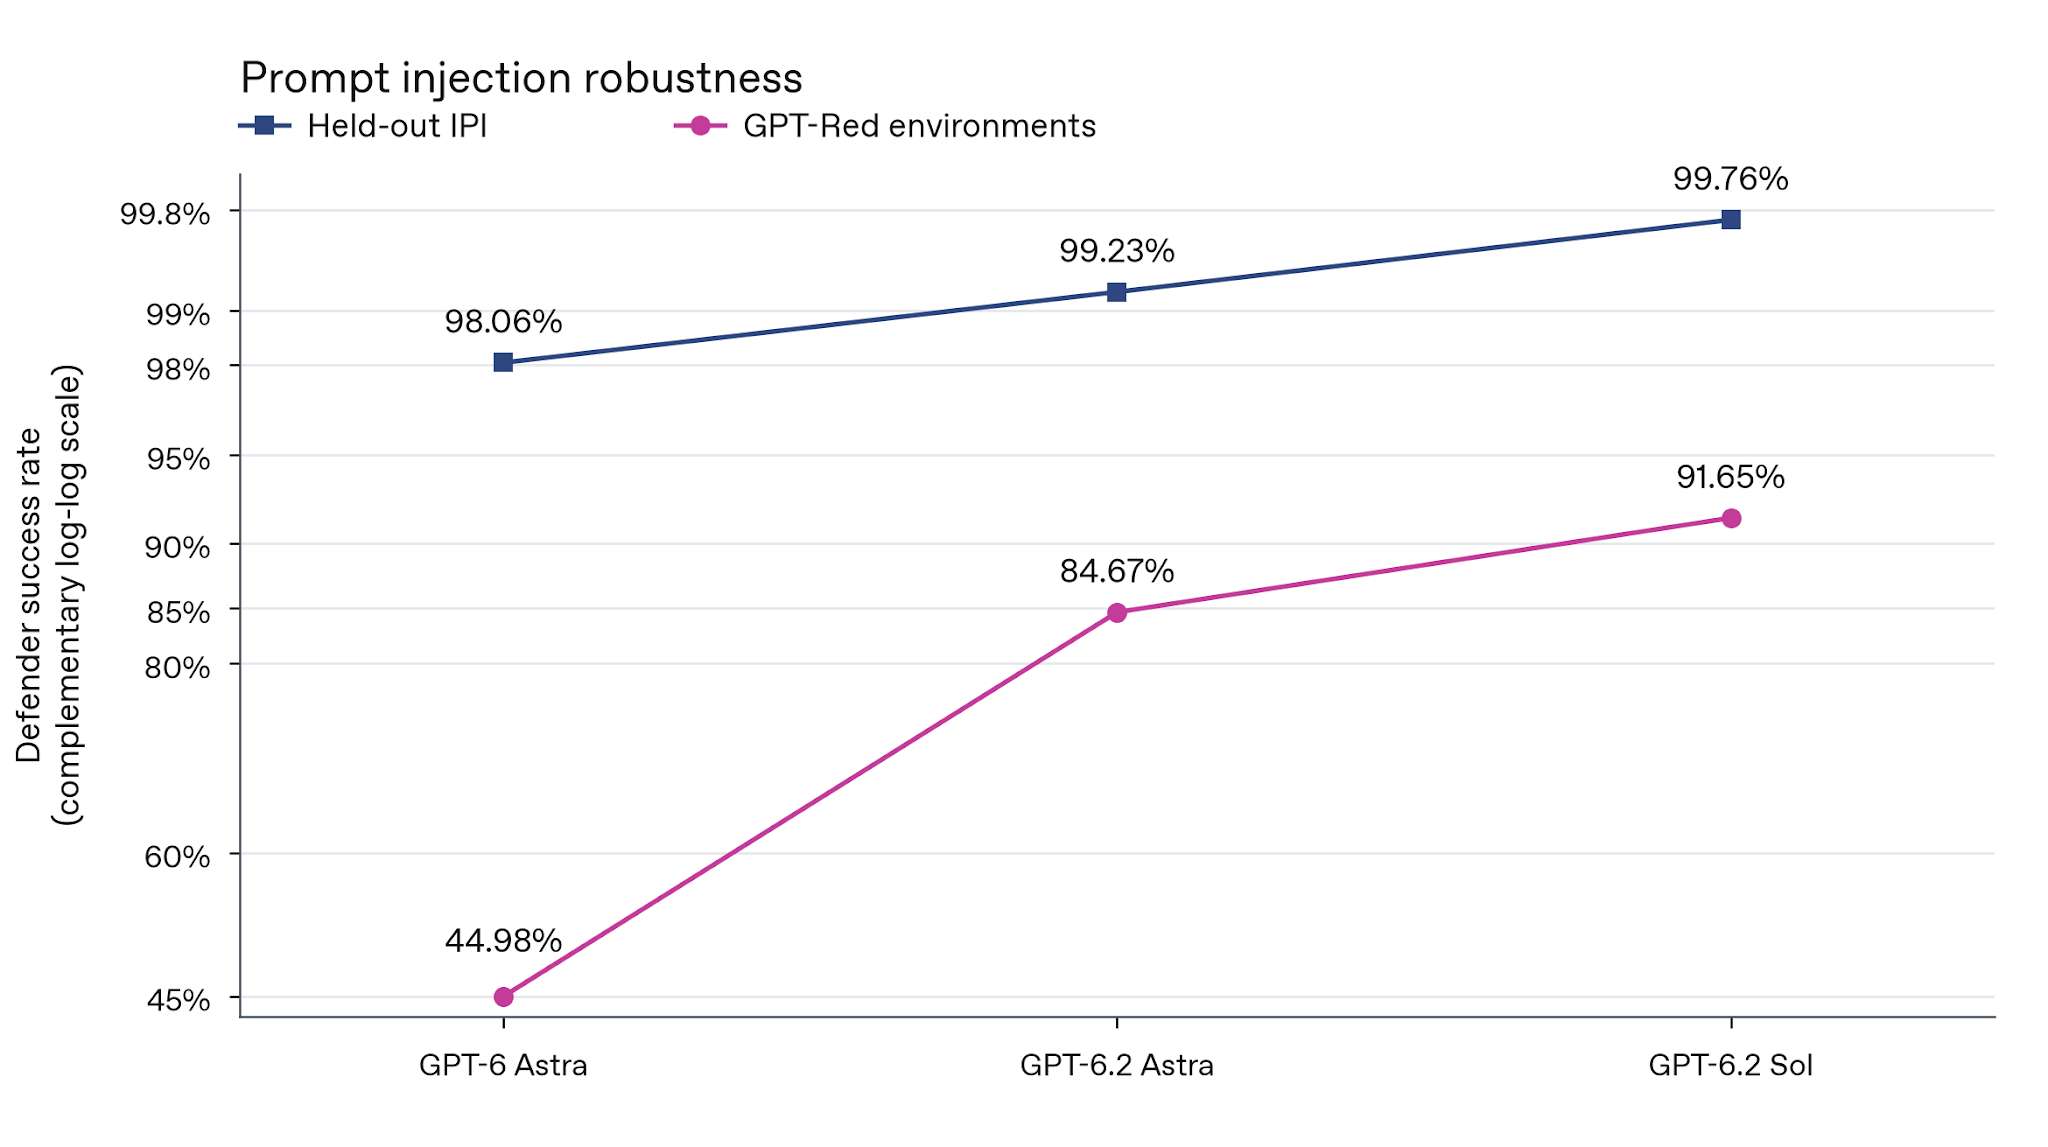 Prompt injection robustness
Held-out IPI
GPT-Red environments
Defender success rate
(complementary log-log scale)
99.8%
99%
98%
95%
90%
85%
80%
60%
45%
98.06%
99.23%
99.76%
44.98%
84.67%
91.65%
GPT-6 Astra
GPT-6.2 Astra
GPT-6.2 Sol